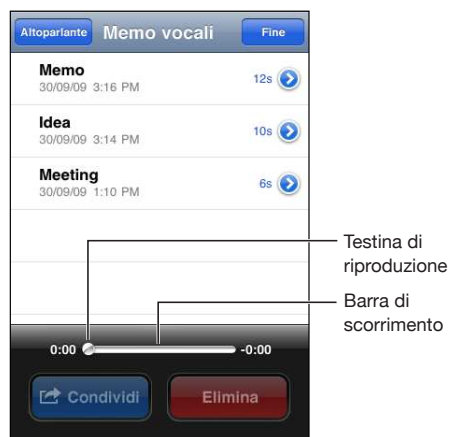 Altoparlante Memo vocali Fine
Memo
30/09/09 3:16 PM
12s
Idea
30/09/09 3:14 PM
10s
Meeting
30/09/09 1:10 PM
6s
Testina di
riproduzione
Barra di
scorrimento
0:00 -0:00
Condividi Elimina